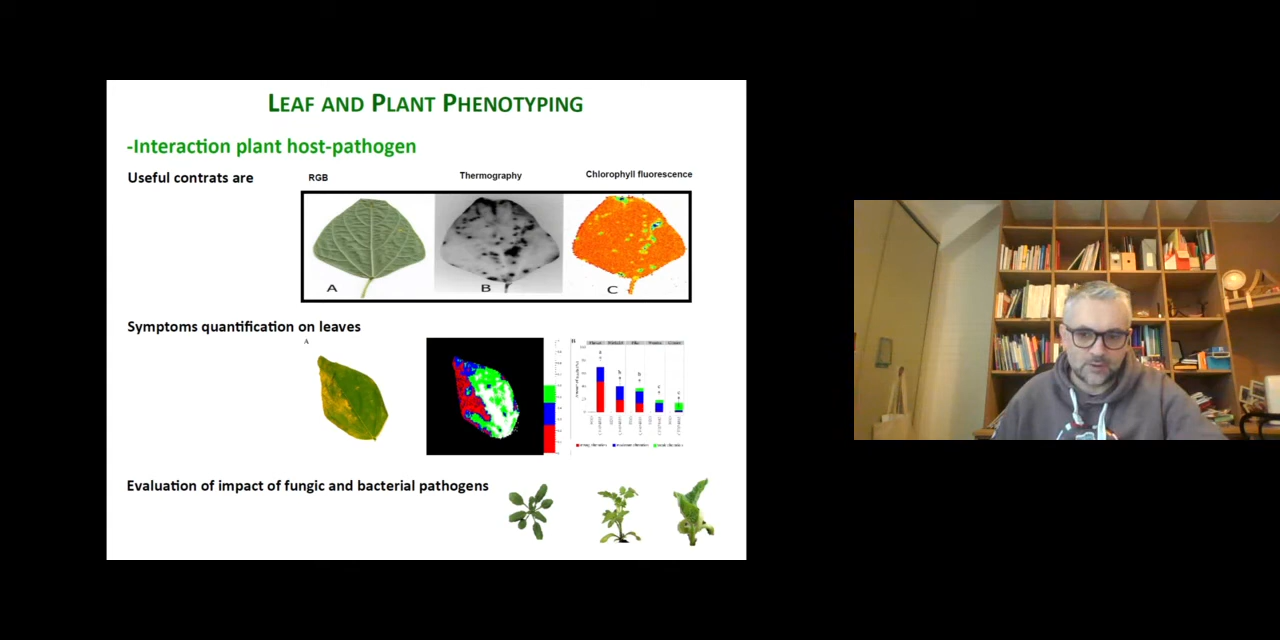 LEAF AND PLANT PHENOTYPING
-Interaction plant host-pathogen
Useful contrats are
RGB
Thermography
Chlorophyll fluorescence
A
B
C
Symptoms quantification on leaves
A
B
Evaluation of impact of fungic and bacterial pathogens